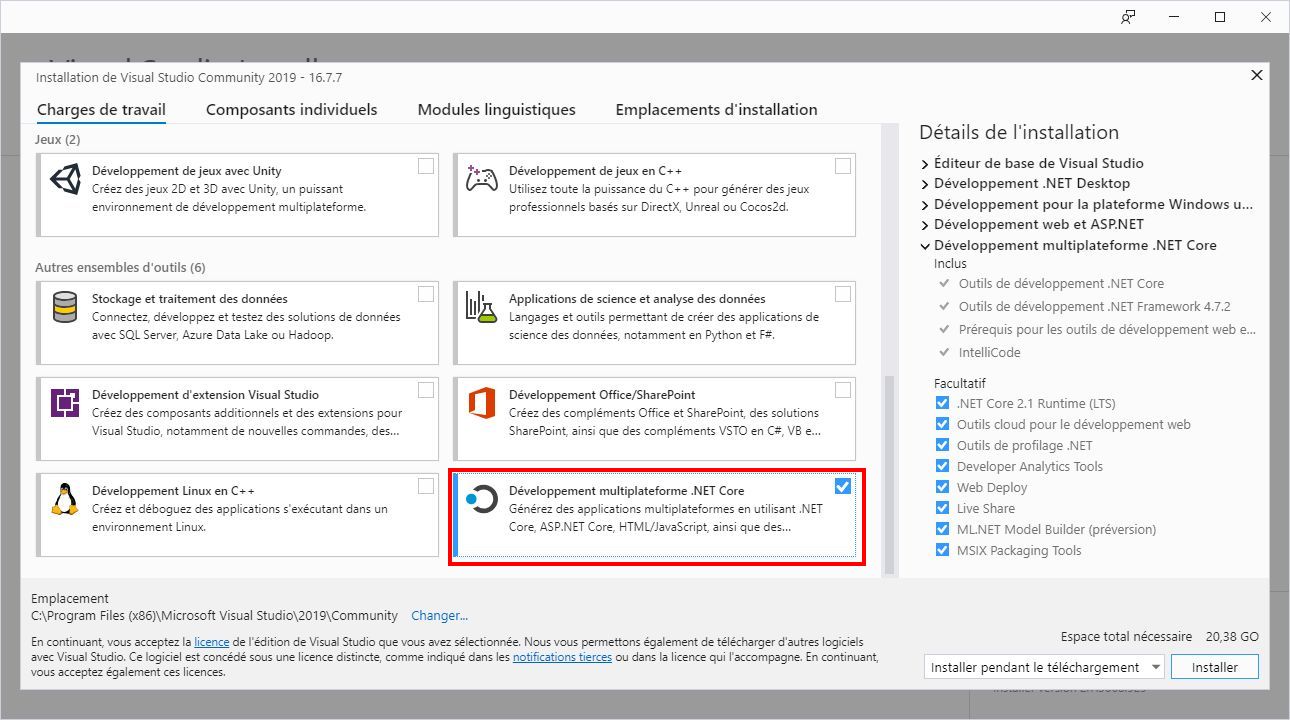 Installation de Visual Studio Community 2019 - 16.7.7
Charges de travail
Composants individuels
Modules linguistiques
Emplacements d'installation
Jeux (2)
Développement de jeux avec Unity
Créez des jeux 2D et 3D avec Unity, un puissant
environnement de développement multiplateforme.
Développement de jeux en C++
Utilisez toute la puissance du C++ pour générer des jeux
professionnels basés sur DirectX, Unreal ou Cocos2d.
Autres ensembles d'outils (6)
Stockage et traitement des données
Connectez, développez et testez des solutions de données
avec SQL Server, Azure Data Lake ou Hadoop.
Applications de science et analyse des données
Langages et outils permettant de créer des applications de
science des données, notamment en Python et F#.
Développement d'extension Visual Studio
Créez des composants additionnels et des extensions pour
Visual Studio, notamment de nouvelles commandes, des...
Développement Office/SharePoint
Créez des compléments Office et SharePoint, des solutions
SharePoint, ainsi que des compléments VSTO en C#, VB e...
Développement Linux en C++
Créez et déboguez des applications s'exécutant dans un
environnement Linux.
Développement multiplateforme .NET Core
Générez des applications multiplateformes en utilisant .NET
Core, ASP.NET Core, HTML/JavaScript, ainsi que des...
Détails de l'installation
Éditeur de base de Visual Studio
Développement .NET Desktop
Développement pour la plateforme Windows u...
Développement web et ASP.NET
Développement multiplateforme .NET Core
Inclus
Outils de développement .NET Core
Outils de développement .NET Framework 4.7.2
Prérequis pour les outils de développement web e...
IntelliCode
Facultatif
.NET Core 2.1 Runtime (LTS)
Outils cloud pour le développement web
Outils de profilage .NET
Developer Analytics Tools
Web Deploy
Live Share
ML.NET Model Builder (préversion)
MSIX Packaging Tools
Emplacement
C:\Program Files (x86)\Microsoft Visual Studio\2019\Community Changer...
En continuant, vous acceptez la licence de l'édition de Visual Studio que vous avez sélectionnée. Nous vous permettons également de télécharger d'autres logiciels
avec Visual Studio. Ce logiciel est concédé sous une licence distincte, comme indiqué dans les notifications tierces ou dans la licence qui l'accompagne. En continuant,
vous acceptez également ces licences.
Espace total nécessaire 20,38 GO
Installer pendant le téléchargement
Installer